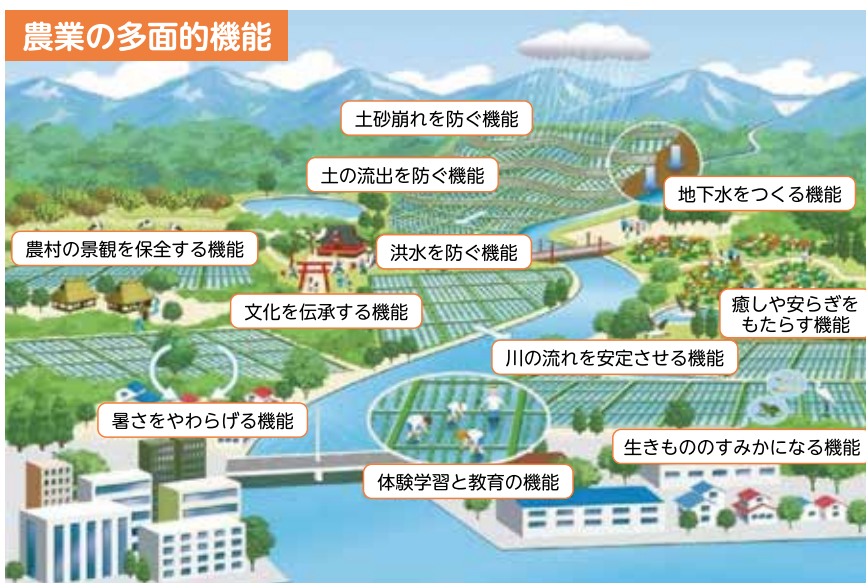 農業の多面的機能
土砂崩れを防ぐ機能
土の流出を防ぐ機能
地下水をつくる機能
農村の景観を保全する機能
洪水を防ぐ機能
文化を伝承する機能
癒しや安らぎを
もたらす機能
川の流れを安定させる機能
暑さをやわらげる機能
生きもののすみかになる機能
体験学習と教育の機能